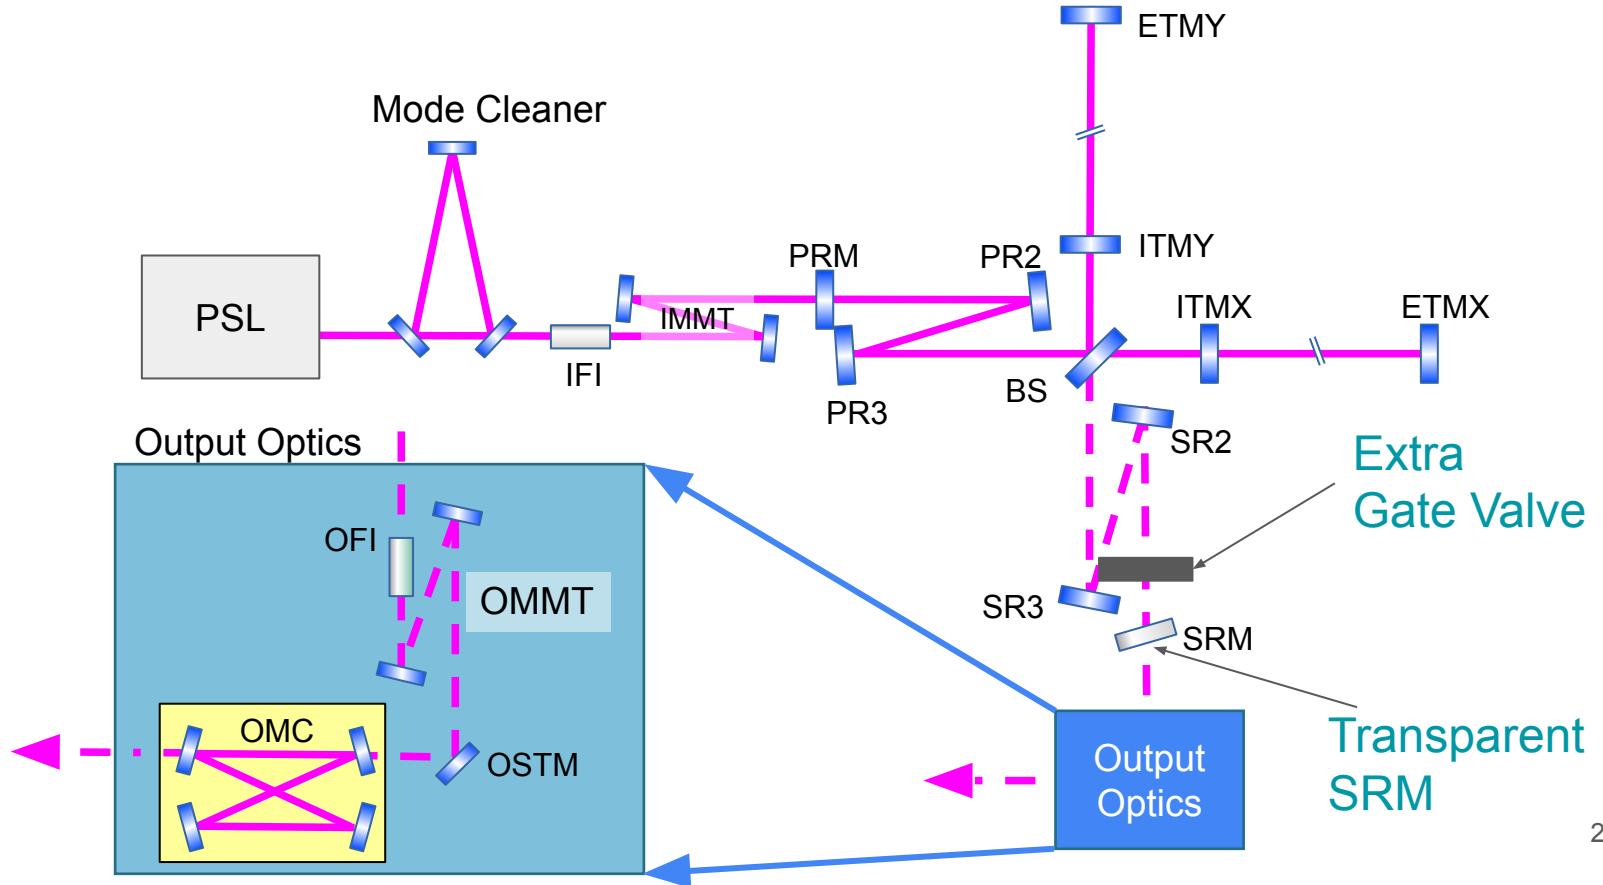 ETMY
Mode Cleaner
ITMY
PRM
PR2
ITMX
ETMX
PSL
IMMT
IFI
BS
PR3
Output Optics
SR2
Extra
Gate Valve
OFI
OMMT
SR3
SRM
OMC
OSTM
Output
Optics
Transparent
SRM
2